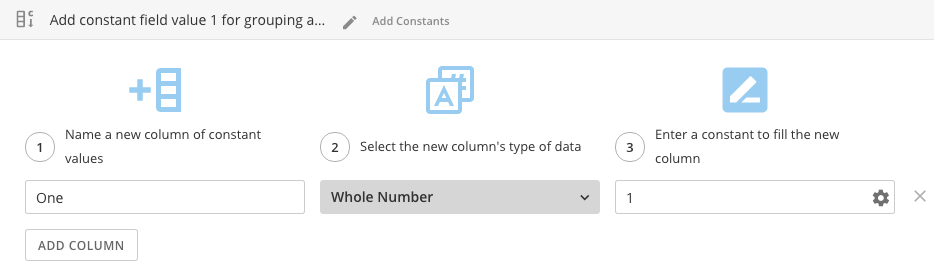 Add constant field value 1 for grouping a...
Add Constants
1
Name a new column of constant
values
2
Select the new column's type of data
3
Enter a constant to fill the new
column
One
Whole Number
1
ADD COLUMN